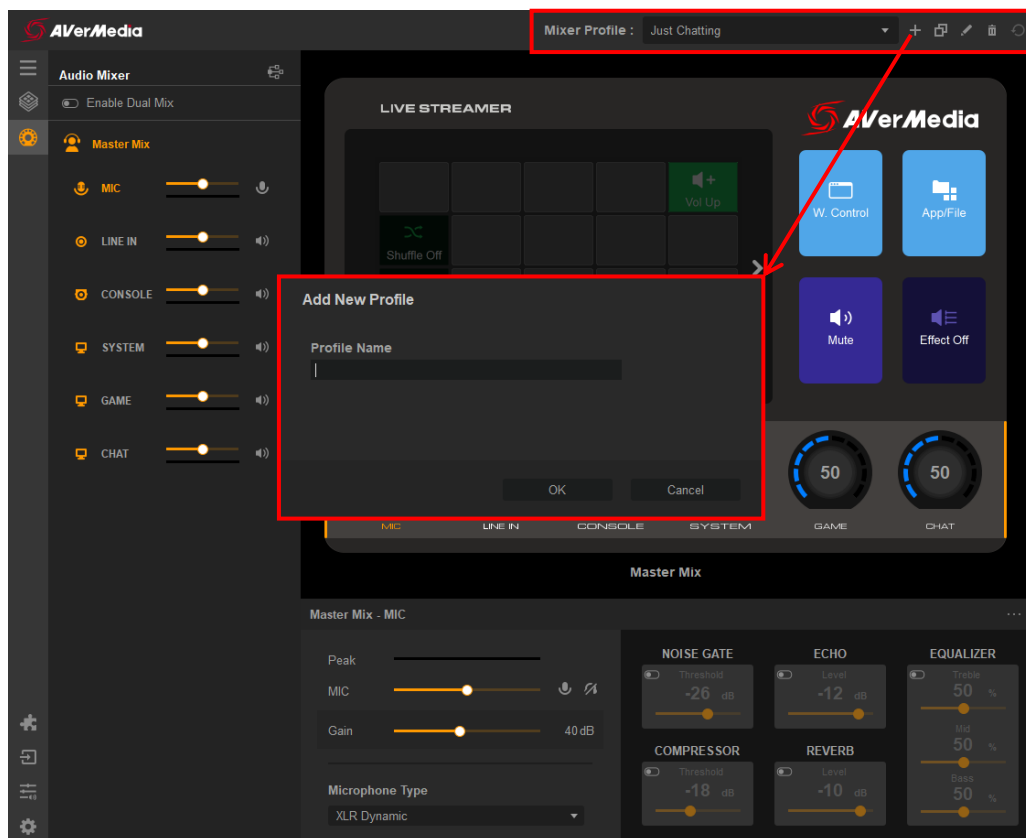 AVerMedia
Mixer Profile : Just Chatting
Audio Mixer
Enable Dual Mix
Master Mix
MIC
LINE IN
CONSOLE
SYSTEM
GAME
CHAT
LIVE STREAMER
AVerMedia
Vol Up
Shuffle Off
W. Control
App/File
Mute
Effect Off
Add New Profile
Profile Name
OK Cancel
50 50
MIC LINE IN CONSOLE SYSTEM GAME CHAT
Master Mix
Master Mix - MIC
Peak
MIC
Gain 40 dB
Microphone Type
XLR Dynamic
NOISE GATE
Threshold
-26 dB
ECHO
Level
-12 dB
EQUALIZER
Treble
50 %
Mid
50 %
Bass
50 %
COMPRESSOR
Threshold
-18 dB
REVERB
Level
-10 dB